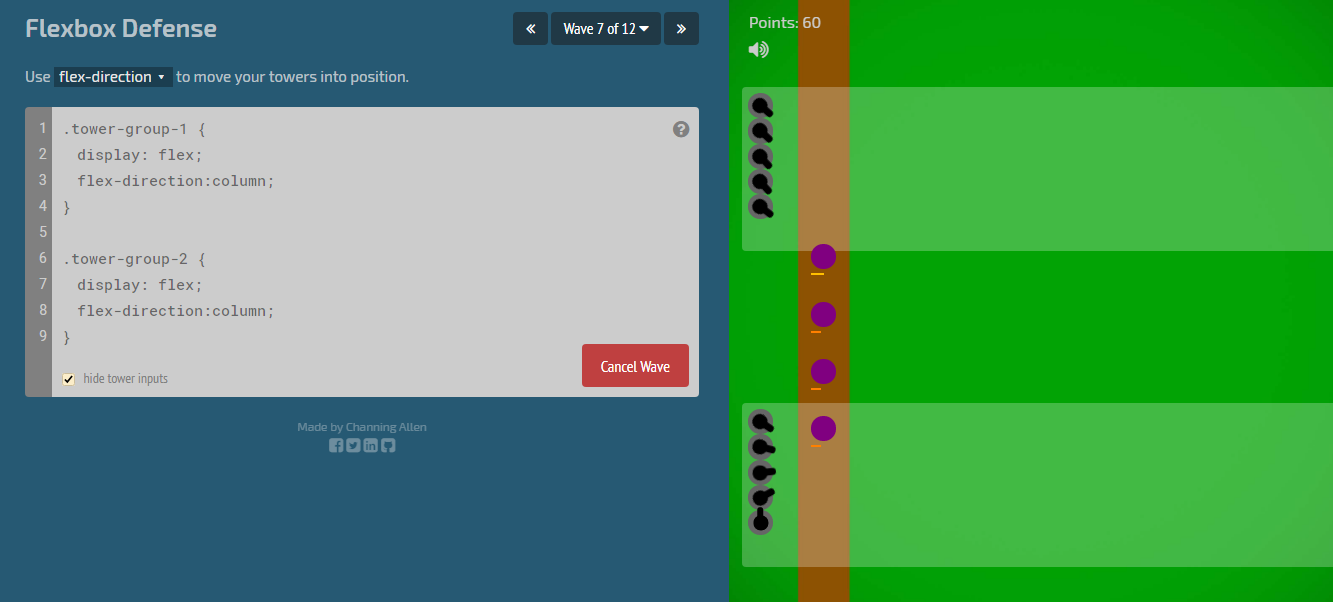 Flexbox Defense
« Wave 7 of 12 »
Points: 60
Use flex-direction to move your towers into position.
1 .tower-group-1 {
2 display: flex;
3 flex-direction:column;
4 }
5
6 .tower-group-2 {
7 display: flex;
8 flex-direction:column;
9 }
?
hide tower inputs
Cancel Wave
Made by Channing Allen